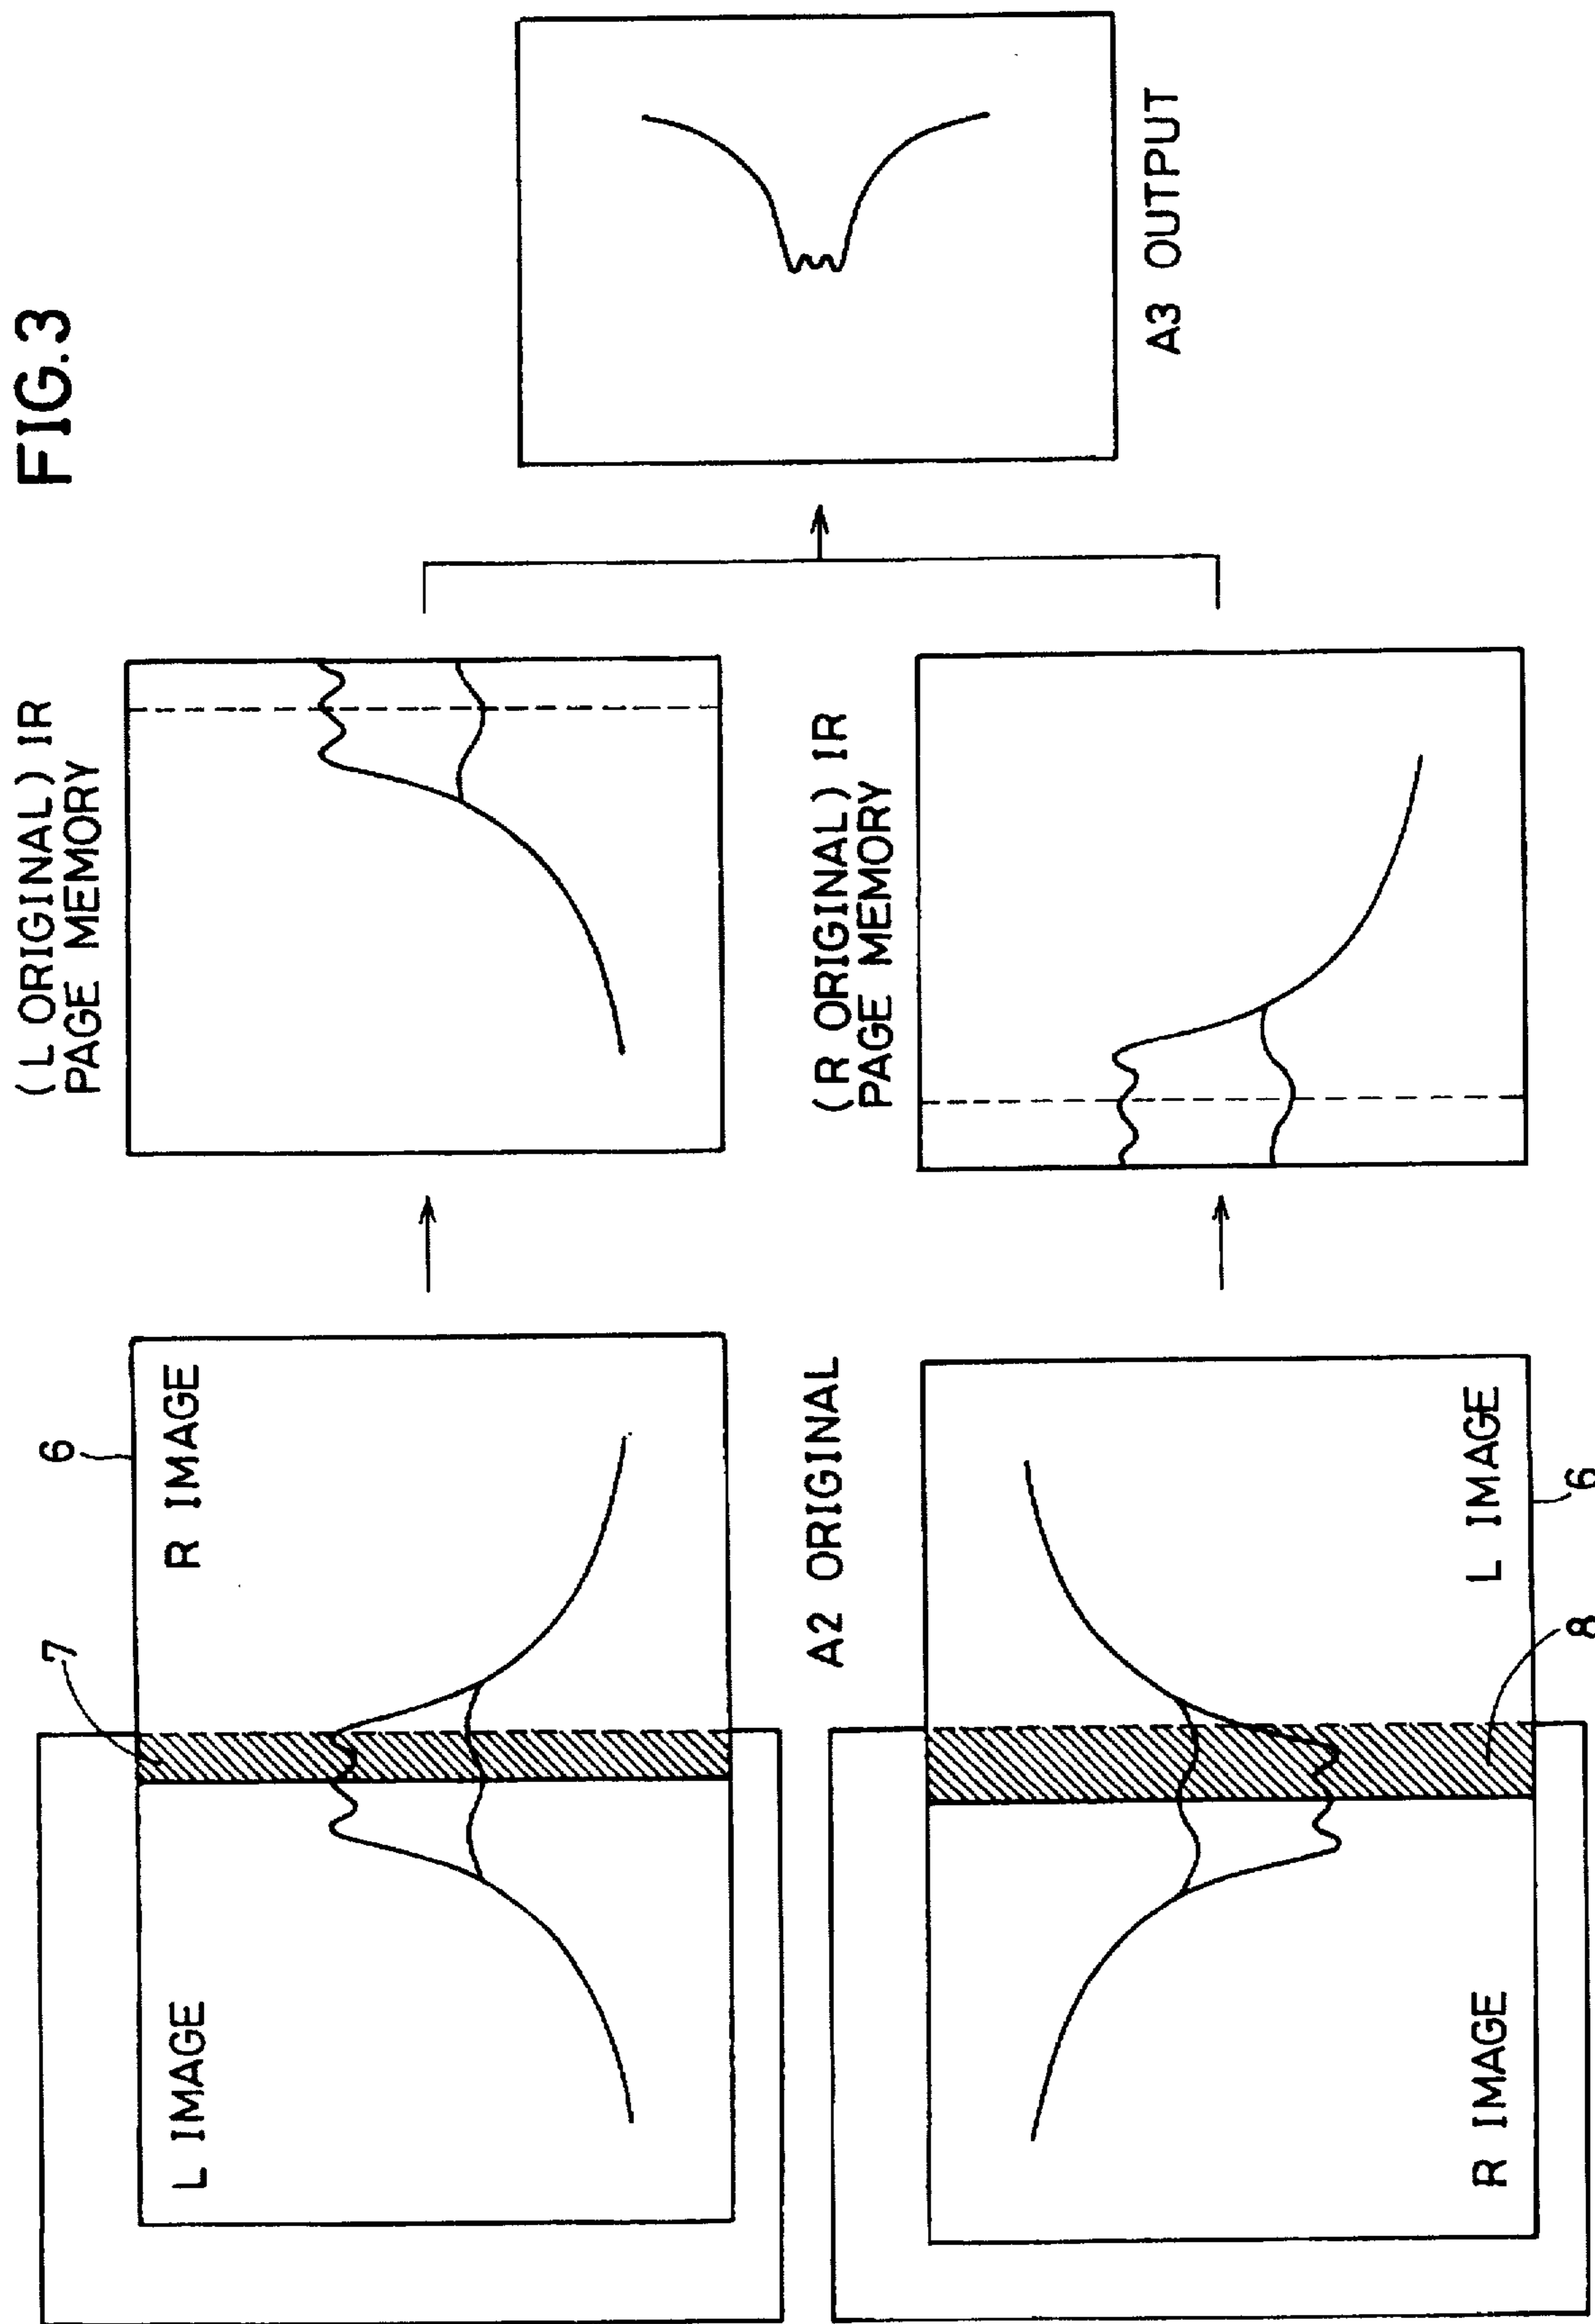 FIG.3
L IMAGE
7
6
R IMAGE
(L ORIGINAL) IR
PAGE MEMORY
A2 ORIGINAL
(R ORIGINAL) IR
PAGE MEMORY
A3 OUTPUT
R IMAGE
8
L IMAGE
6